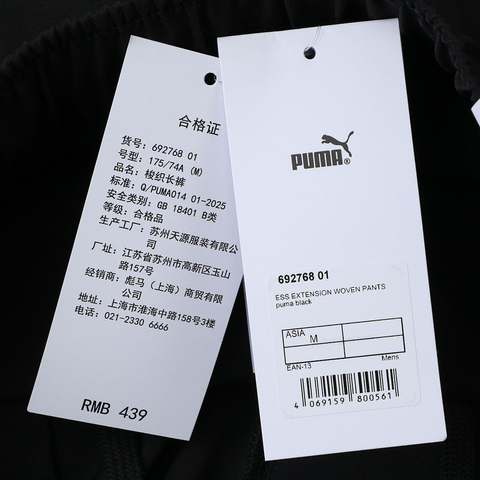 合格证
货号: 692768 01
号型: 175/74A (M)
品名: 梭织长裤
标准: Q/PUMA014 01-2025
安全类别: GB 18401 B类
等级: 合格品
生产工厂: 苏州天源服装有限公
司
厂址: 江苏省苏州市高新区玉山
路157号
经销商: 彪马（上海）商贸有限
公司
地址: 上海市淮海中路158号3楼
电话: 021-2330 6666
RMB 439
PUMA
692768 01
ESS EXTENSION WOVEN PANTS
puma black
ASIA
M
EAN-13
Mens
4 069159 800561